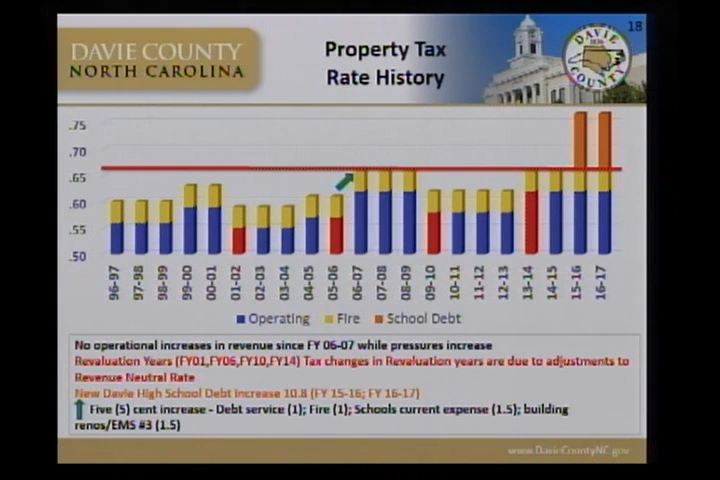 18
DAVIE COUNTY
NORTH CAROLINA
Property Tax
Rate History
DAVIE
1836
COUNTY
.75
.70
.65
.60
.55
.50
96-97
97-98
98-99
99-00
00-01
01-02
02-03
03-04
04-05
05-06
06-07
07-08
08-09
09-10
10-11
11-12
12-13
13-14
14-15
15-16
16-17
Operating Fire School Debt
No operational increases in revenue since FY 06-07 while pressures increase
Revaluation Years (FY01,FY06,FY10,FY14) Tax changes in Revaluation years are due to adjustments to
Revenue Neutral Rate
New Davie High School Debt Increase 10.8 (FY 15-16; FY 16-17)
Five (5) cent increase - Debt service (1); Fire (1); Schools current expense (1.5); building
renos/EMS #3 (1.5)
www.DavieCountyNC.gov